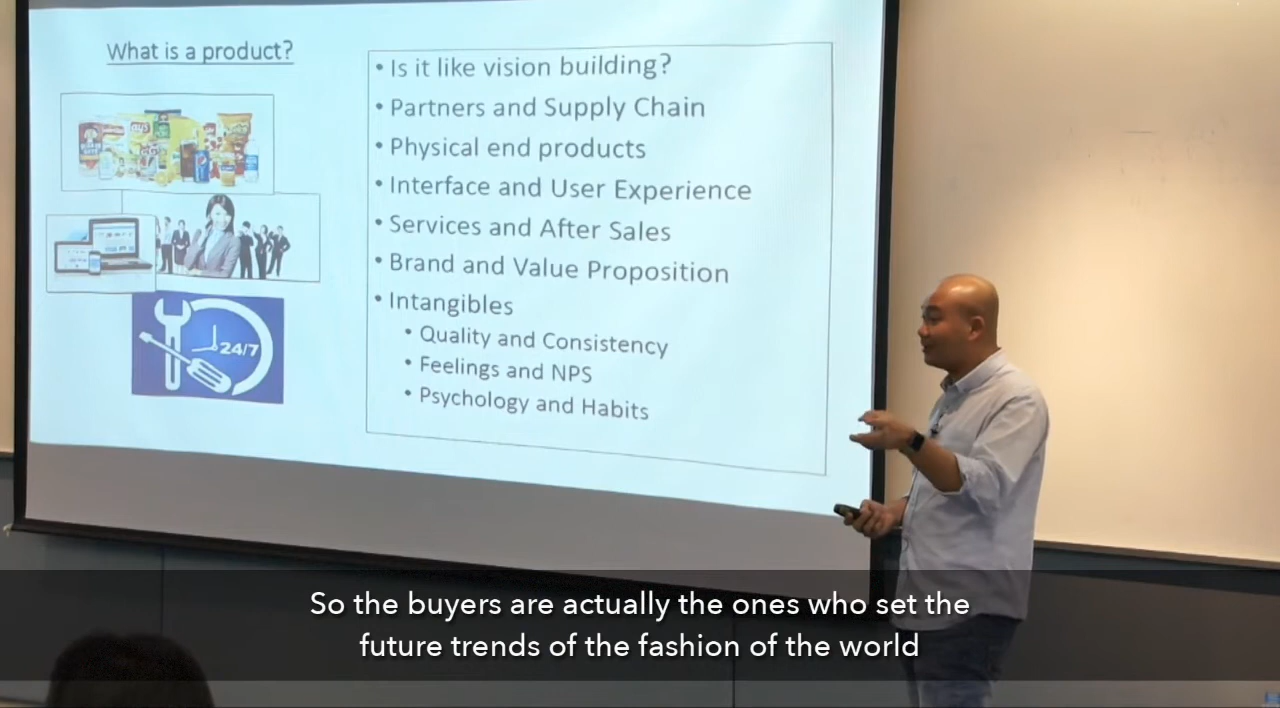 What is a product?
• Is it like vision building?
• Partners and Supply Chain
• Physical end products
• Interface and User Experience
• Services and After Sales
• Brand and Value Proposition
• Intangibles
• Quality and Consistency
• Feelings and NPS
• Psychology and Habits
24/7
So the buyers are actually the ones who set the
future trends of the fashion of the world